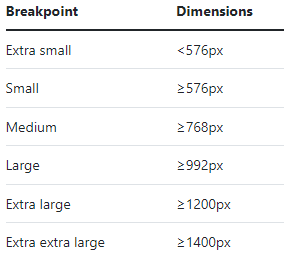 Breakpoint Dimensions
Extra small <576px
Small ≥576px
Medium ≥768px
Large ≥992px
Extra large ≥1200px
Extra extra large ≥1400px